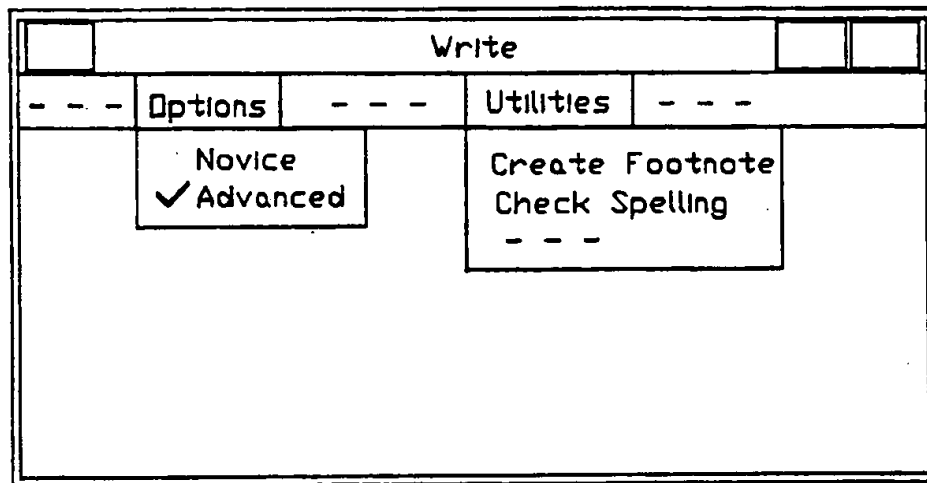 Write
- - - Options - - - Utilities - - -
Novice
✓ Advanced
Create Footnote
Check Spelling
- - -